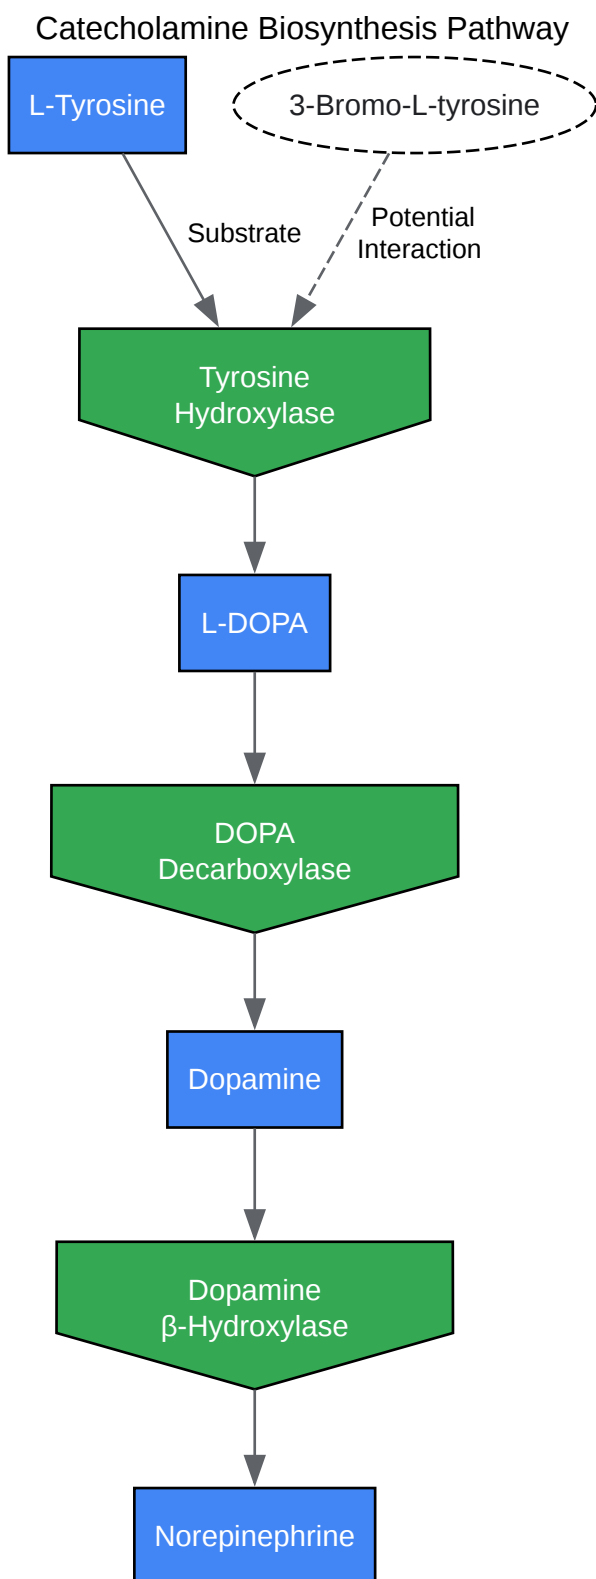 Catecholamine Biosynthesis Pathway
L-Tyrosine
3-Bromo-L-tyrosine
Substrate
Potential
Interaction
Tyrosine
Hydroxylase
L-DOPA
DOPA
Decarboxylase
Dopamine
Dopamine
β-Hydroxylase
Norepinephrine